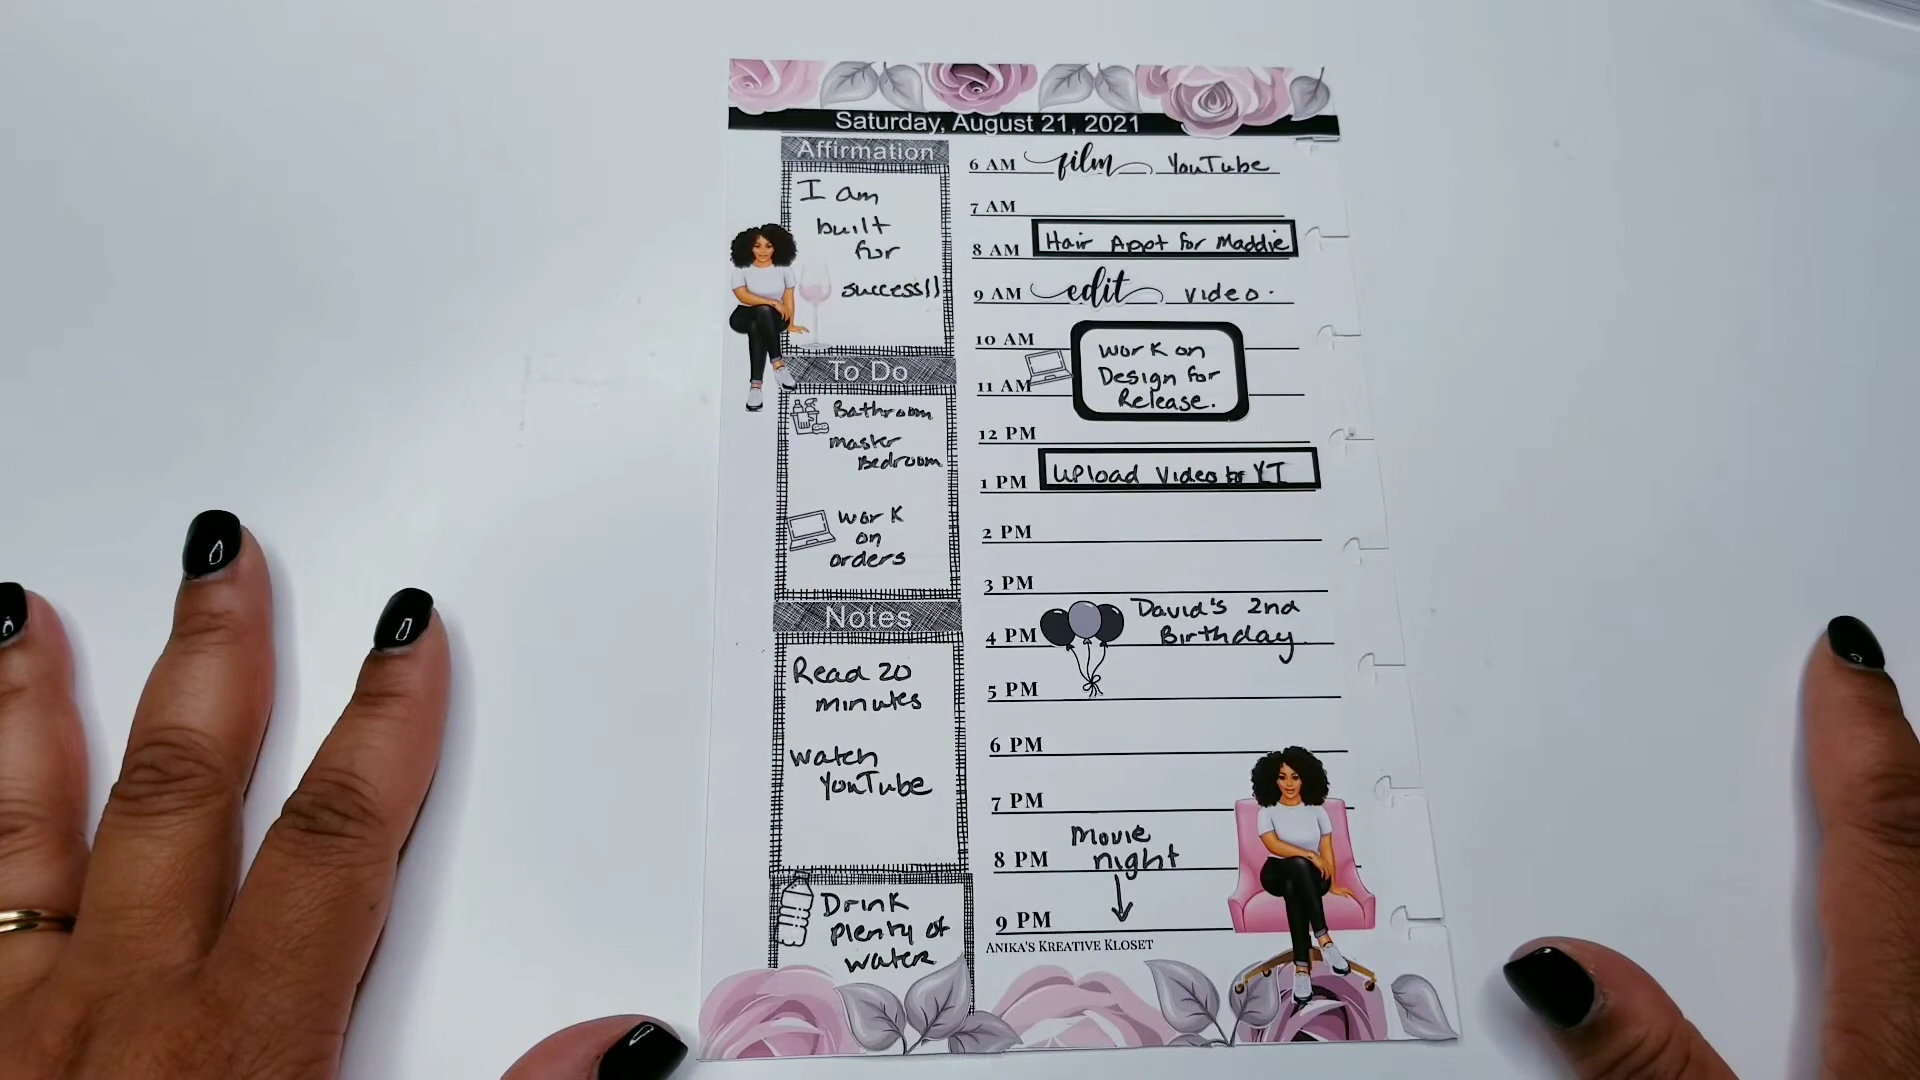 Saturday, August 21, 2021
Affirmation
I am
built
for
success!!
To Do
Bathroom
master
Bedroom
work
on
orders
Notes
Read 20
minutes
watch
YouTube
Drink
plenty of
water
6 AM film YouTube
7 AM
8 AM Hair Appt for Maddie
9 AM edit video.
10 AM
work on
Design for
Release.
11 AM
12 PM
1 PM Upload Video to YT
2 PM
3 PM
David's 2nd
4 PM Birthday.
5 PM
6 PM
7 PM
Movie
8 PM night
9 PM
Anika's Kreative Kloset